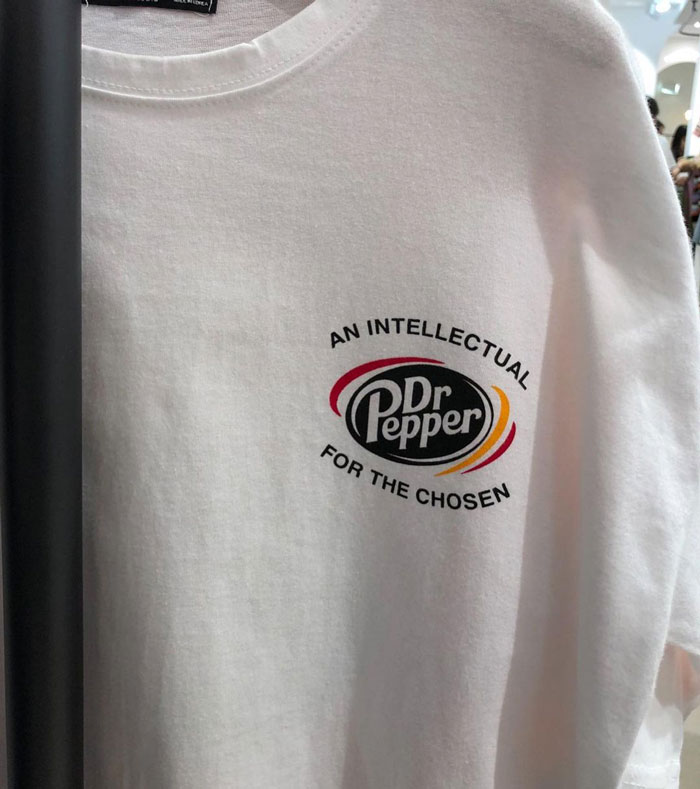 AN INTELLECTUAL
Dr
Pepper
FOR THE CHOSEN